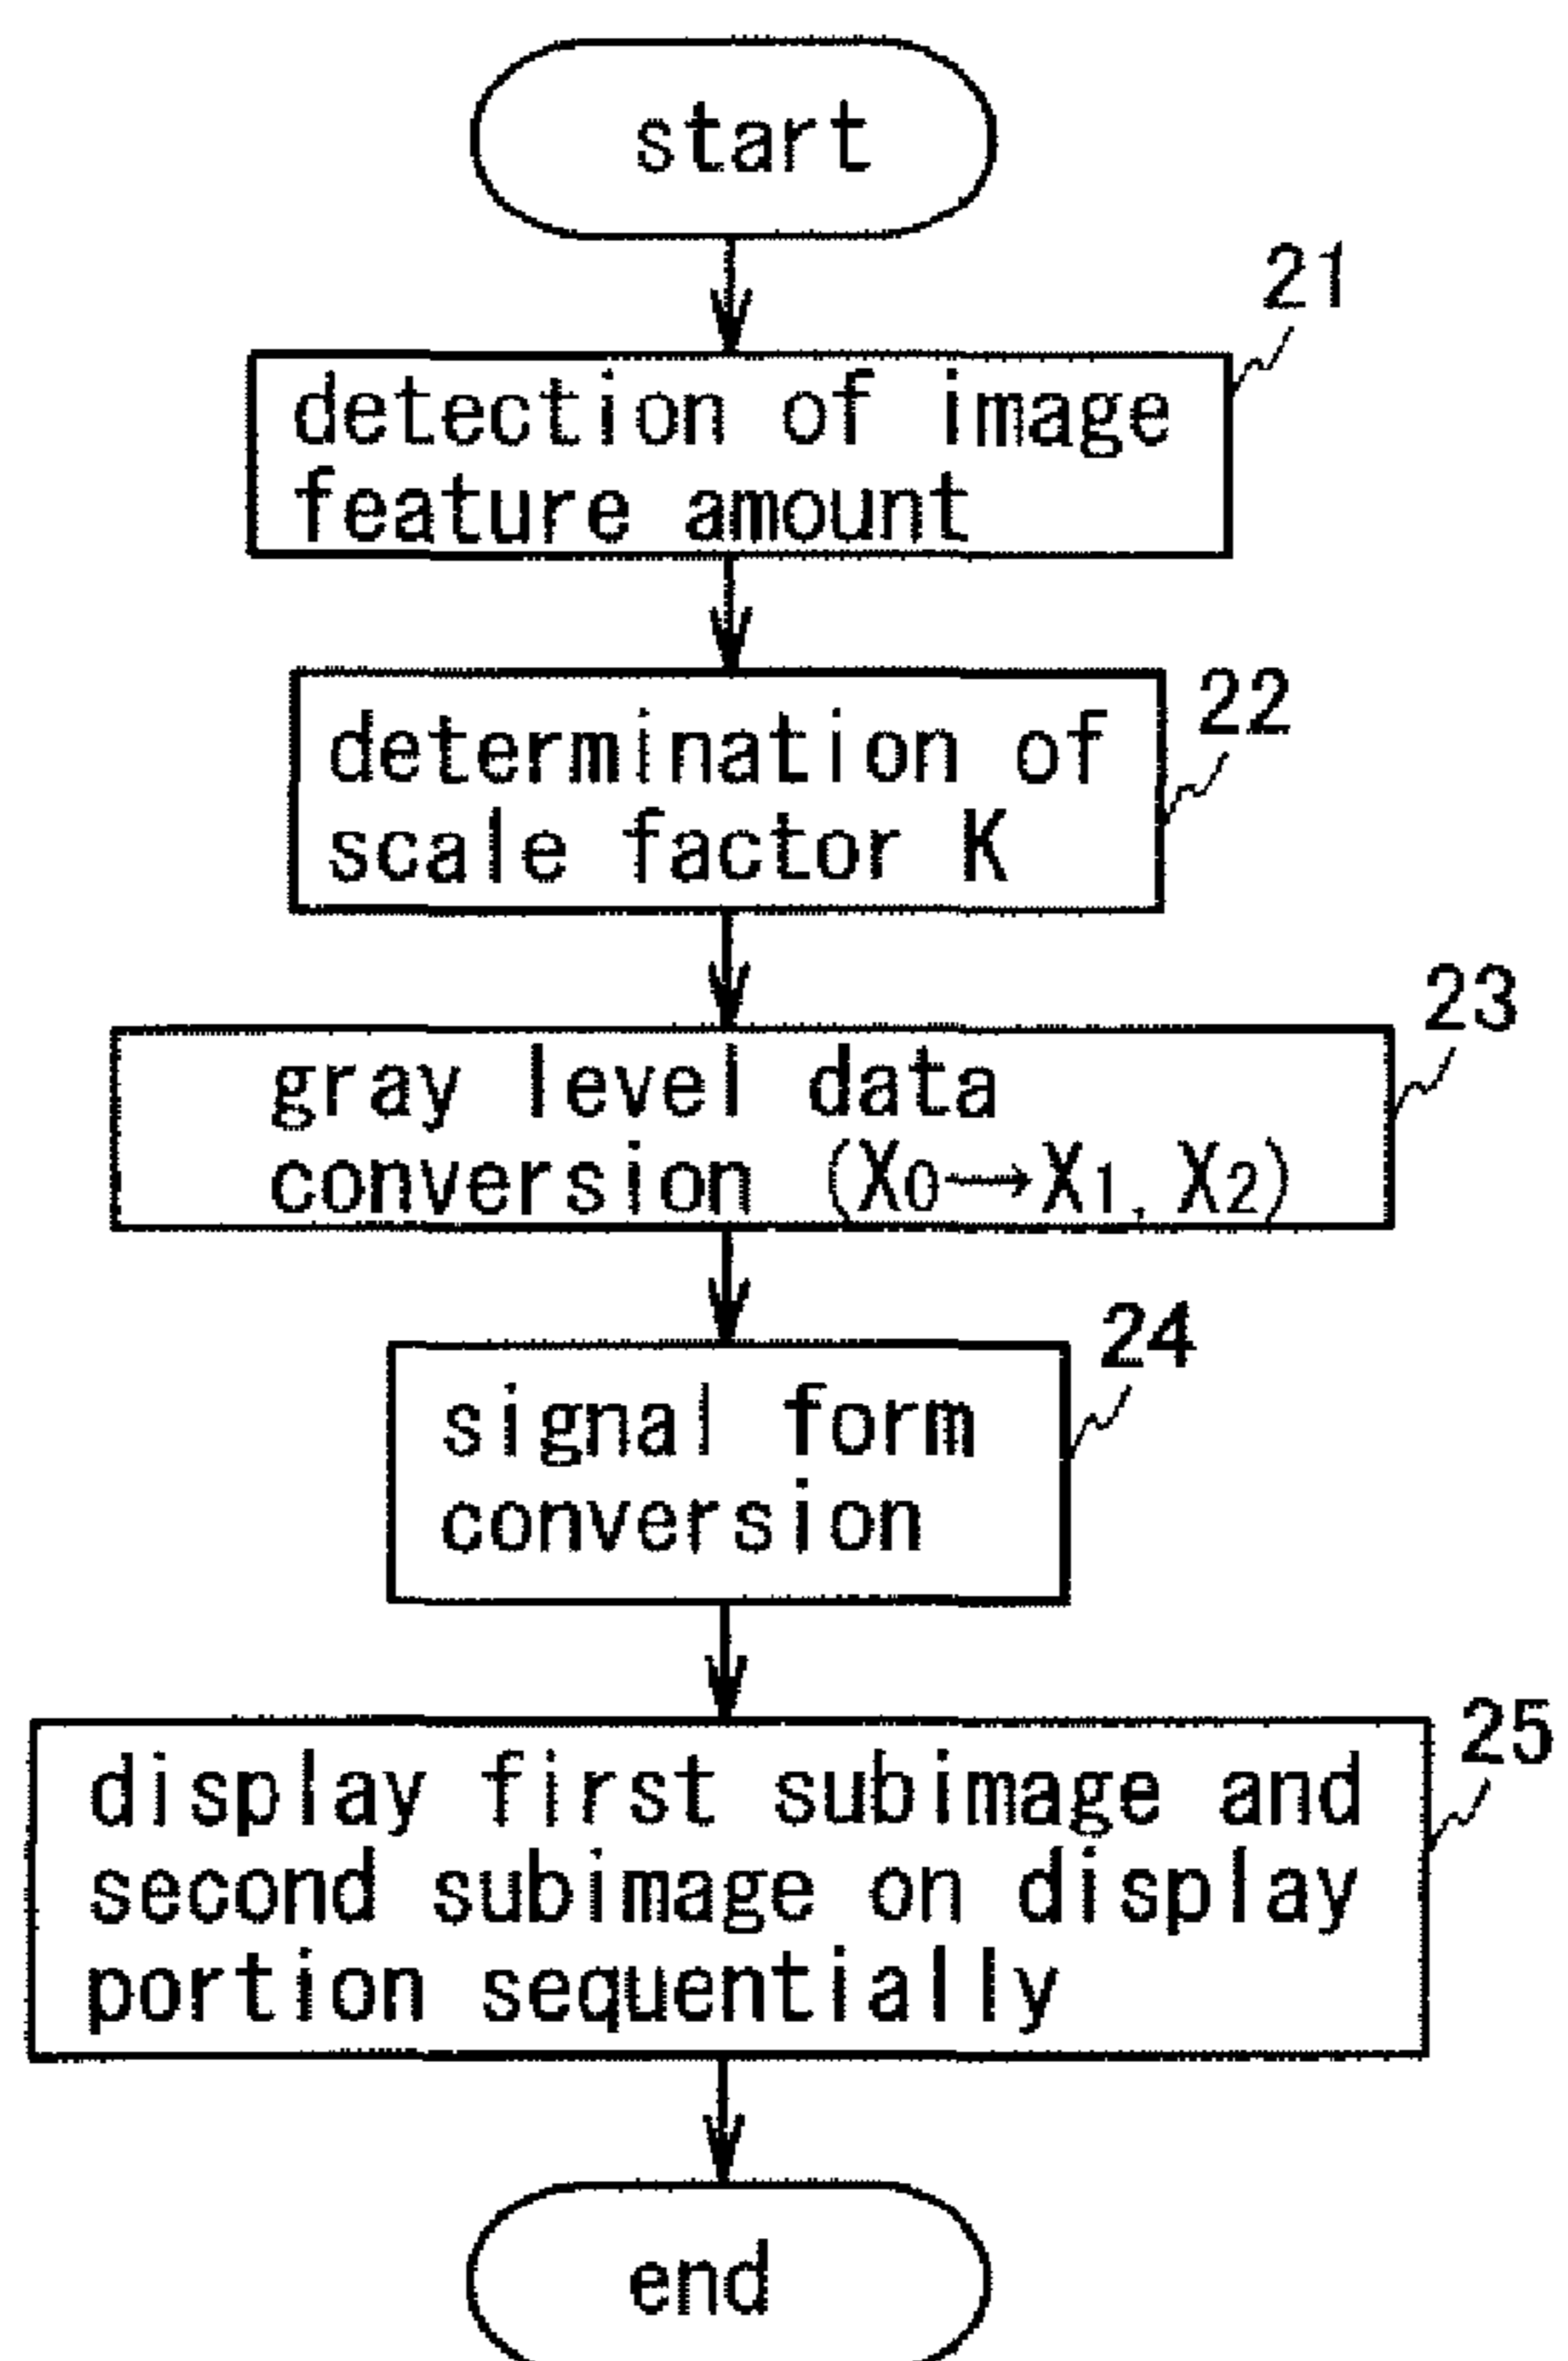 start
21
detection of image
feature amount
22
determination of
scale factor K
23
gray level data
conversion (X0→X1, X2)
24
signal form
conversion
25
display first subimage and
second subimage on display
portion sequentially
end